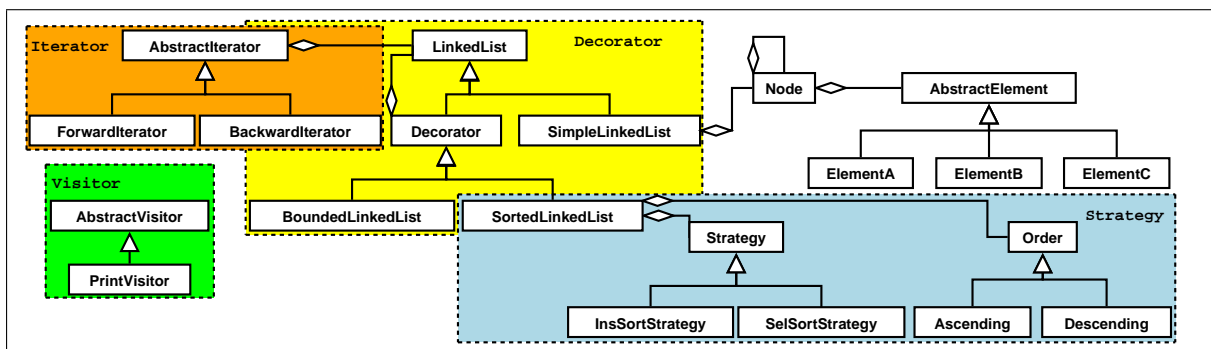 Iterator
AbstractIterator
LinkedList
Decorator
Node
AbstractElement
ForwardIterator
BackwardIterator
Decorator
SimpleLinkedList
ElementA
ElementB
ElementC
Visitor
AbstractVisitor
BoundedLinkedList
SortedLinkedList
Strategy
Strategy
Order
PrintVisitor
InsSortStrategy
SelSortStrategy
Ascending
Descending